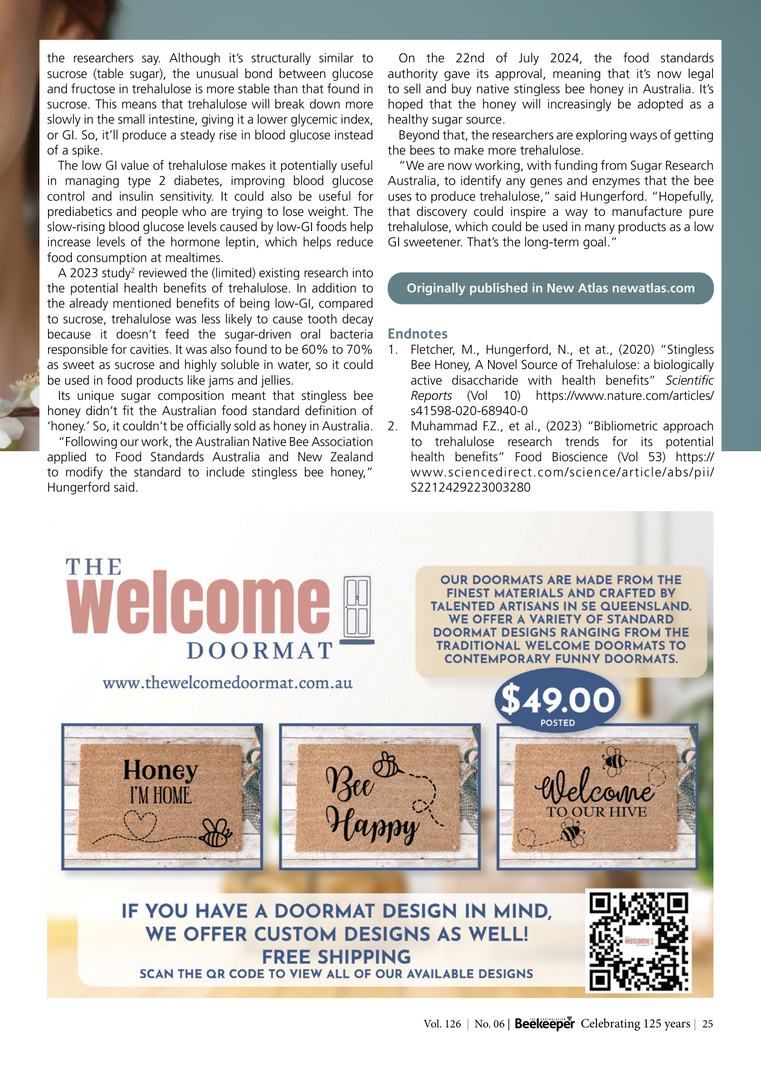 the researchers say. Although it’s structurally similar to
sucrose (table sugar), the unusual bond between glucose
and fructose in trehalulose is more stable than that found in
sucrose. This means that trehalulose will break down more
slowly in the small intestine, giving it a lower glycemic index,
or GI. So, it’ll produce a steady rise in blood glucose instead
of a spike.
The low GI value of trehalulose makes it potentially useful
in managing type 2 diabetes, improving blood glucose
control and insulin sensitivity. It could also be useful for
prediabetics and people who are trying to lose weight. The
slow-rising blood glucose levels caused by low-GI foods help
increase levels of the hormone leptin, which helps reduce
food consumption at mealtimes.
A 2023 study² reviewed the (limited) existing research into
the potential health benefits of trehalulose. In addition to
the already mentioned benefits of being low-GI, compared
to sucrose, trehalulose was less likely to cause tooth decay
because it doesn’t feed the sugar-driven oral bacteria
responsible for cavities. It was also found to be 60% to 70%
as sweet as sucrose and highly soluble in water, so it could
be used in food products like jams and jellies.
Its unique sugar composition meant that stingless bee
honey didn’t fit the Australian food standard definition of
‘honey.’ So, it couldn’t be officially sold as honey in Australia.
“Following our work, the Australian Native Bee Association
applied to Food Standards Australia and New Zealand
to modify the standard to include stingless bee honey,”
Hungerford said.
On the 22nd of July 2024, the food standards
authority gave its approval, meaning that it’s now legal
to sell and buy native stingless bee honey in Australia. It’s
hoped that the honey will increasingly be adopted as a
healthy sugar source.
Beyond that, the researchers are exploring ways of getting
the bees to make more trehalulose.
“We are now working, with funding from Sugar Research
Australia, to identify any genes and enzymes that the bee
uses to produce trehalulose,” said Hungerford. “Hopefully,
that discovery could inspire a way to manufacture pure
trehalulose, which could be used in many products as a low
GI sweetener. That’s the long-term goal.”
Originally published in New Atlas newatlas.com
Endnotes
1. Fletcher, M., Hungerford, N., et at., (2020) “Stingless
Bee Honey, A Novel Source of Trehalulose: a biologically
active disaccharide with health benefits” Scientific
Reports (Vol 10) https://www.nature.com/articles/
s41598-020-68940-0
2. Muhammad F.Z., et al., (2023) “Bibliometric approach
to trehalulose research trends for its potential
health benefits” Food Bioscience (Vol 53) https://
www.sciencedirect.com/science/article/abs/pii/
S2212429223003280
THE
welcome
DOORMAT
www.thewelcomedoormat.com.au
OUR DOORMATS ARE MADE FROM THE
FINEST MATERIALS AND CRAFTED BY
TALENTED ARTISANS IN SE QUEENSLAND.
WE OFFER A VARIETY OF STANDARD
DOORMAT DESIGNS RANGING FROM THE
TRADITIONAL WELCOME DOORMATS TO
CONTEMPORARY FUNNY DOORMATS.
$49.00
POSTED
Honey
I'M HOME
Bee
Happy
Welcome
TO OUR HIVE
IF YOU HAVE A DOORMAT DESIGN IN MIND,
WE OFFER CUSTOM DESIGNS AS WELL!
FREE SHIPPING
SCAN THE QR CODE TO VIEW ALL OF OUR AVAILABLE DESIGNS
welcome
Vol. 126 | No. 06 | Beekeeper Celebrating 125 years | 25